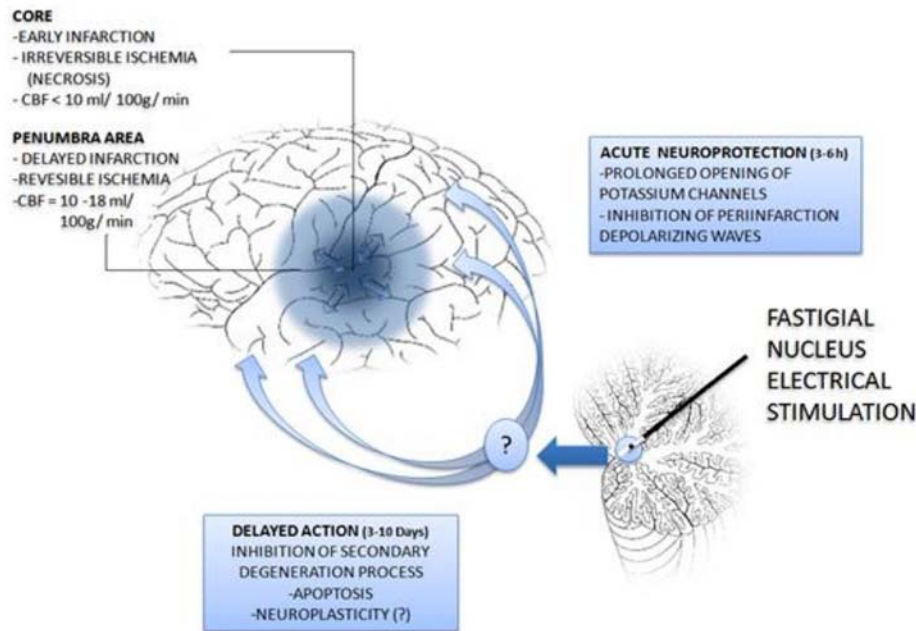 CORE
-EARLY INFARCTION
- IRREVERSIBLE ISCHEMIA
(NECROSIS)
- CBF < 10 ml/ 100g/ min
PENUMBRA AREA
- DELAYED INFARCTION
-REVESIBLE ISCHEMIA
-CBF = 10 -18 ml/
100g/ min
ACUTE NEUROPROTECTION (3-6h)
-PROLONGED OPENING OF
POTASSIUM CHANNELS
- INHIBITION OF PERIINFARCTION
DEPOLARIZING WAVES
FASTIGIAL
NUCLEUS
ELECTRICAL
STIMULATION
?
DELAYED ACTION (3-10 Days)
INHIBITION OF SECONDARY
DEGENERATION PROCESS
-APOPTOSIS
-NEUROPLASTICITY (?)